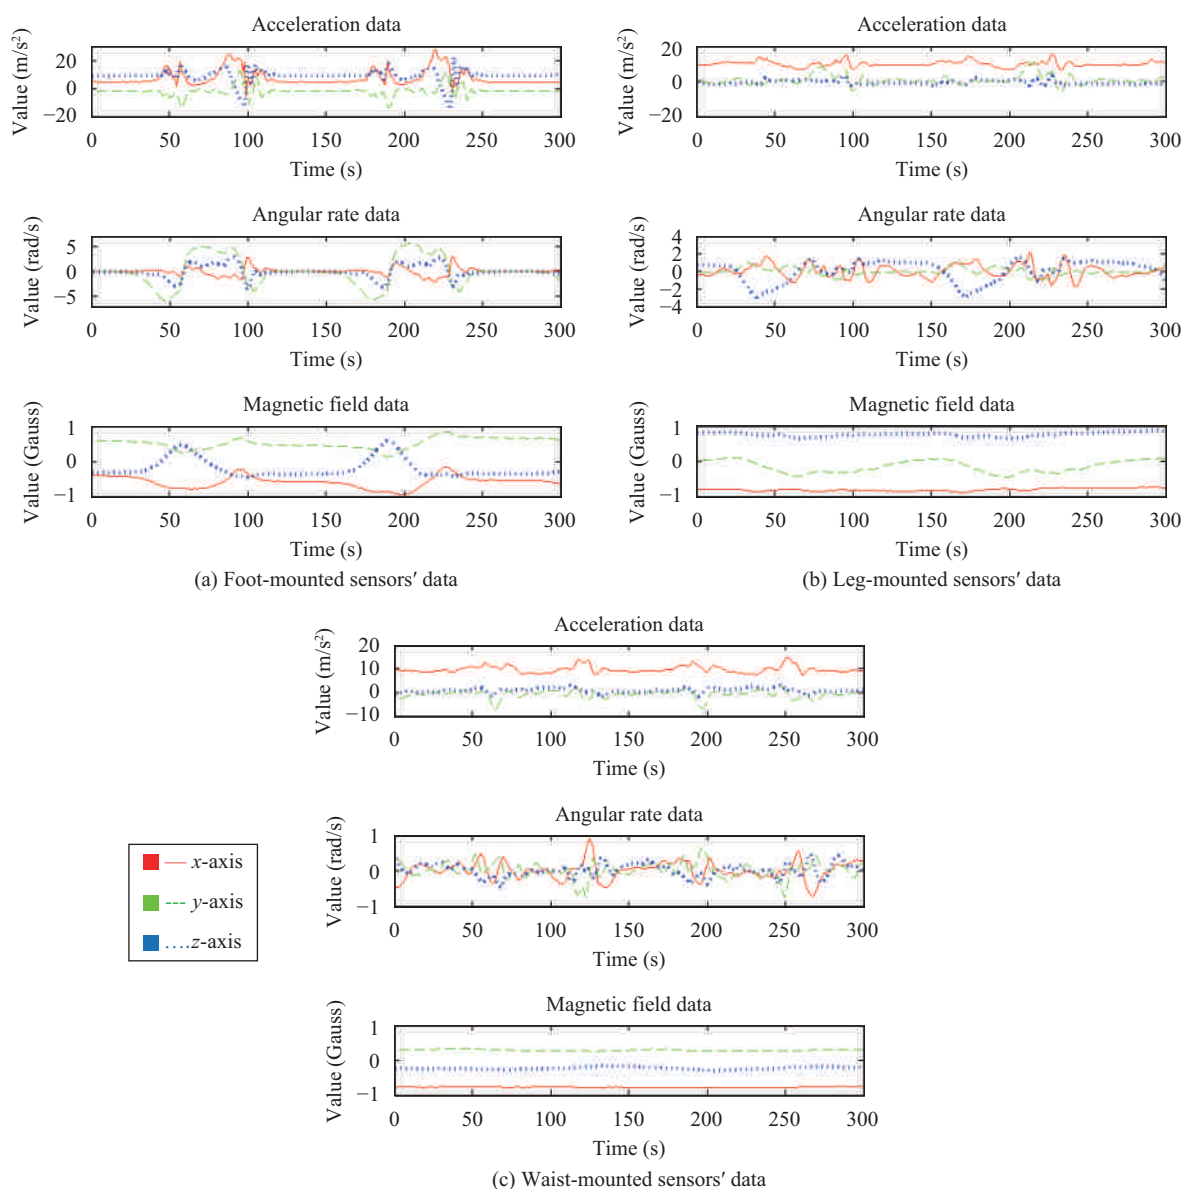 Acceleration data
Value (m/s²)
20
0
−20
0 50 100 150 200 250 300
Time (s)
Angular rate data
Value (rad/s)
5
0
−5
0 50 100 150 200 250 300
Time (s)
Magnetic field data
Value (Gauss)
1
0
−1
0 50 100 150 200 250 300
Time (s)
(a) Foot-mounted sensors′ data
Acceleration data
Value (m/s²)
20
0
−20
0 50 100 150 200 250 300
Time (s)
Angular rate data
Value (rad/s)
4
2
0
−2
−4
0 50 100 150 200 250 300
Time (s)
Magnetic field data
Value (Gauss)
1
0
−1
0 50 100 150 200 250 300
Time (s)
(b) Leg-mounted sensors′ data
Acceleration data
Value (m/s²)
20
10
0
−10
0 50 100 150 200 250 300
Time (s)
Angular rate data
Value (rad/s)
1
0
−1
0 50 100 150 200 250 300
Time (s)
x-axis
y-axis
z-axis
Magnetic field data
Value (Gauss)
1
0
−1
0 50 100 150 200 250 300
Time (s)
(c) Waist-mounted sensors′ data